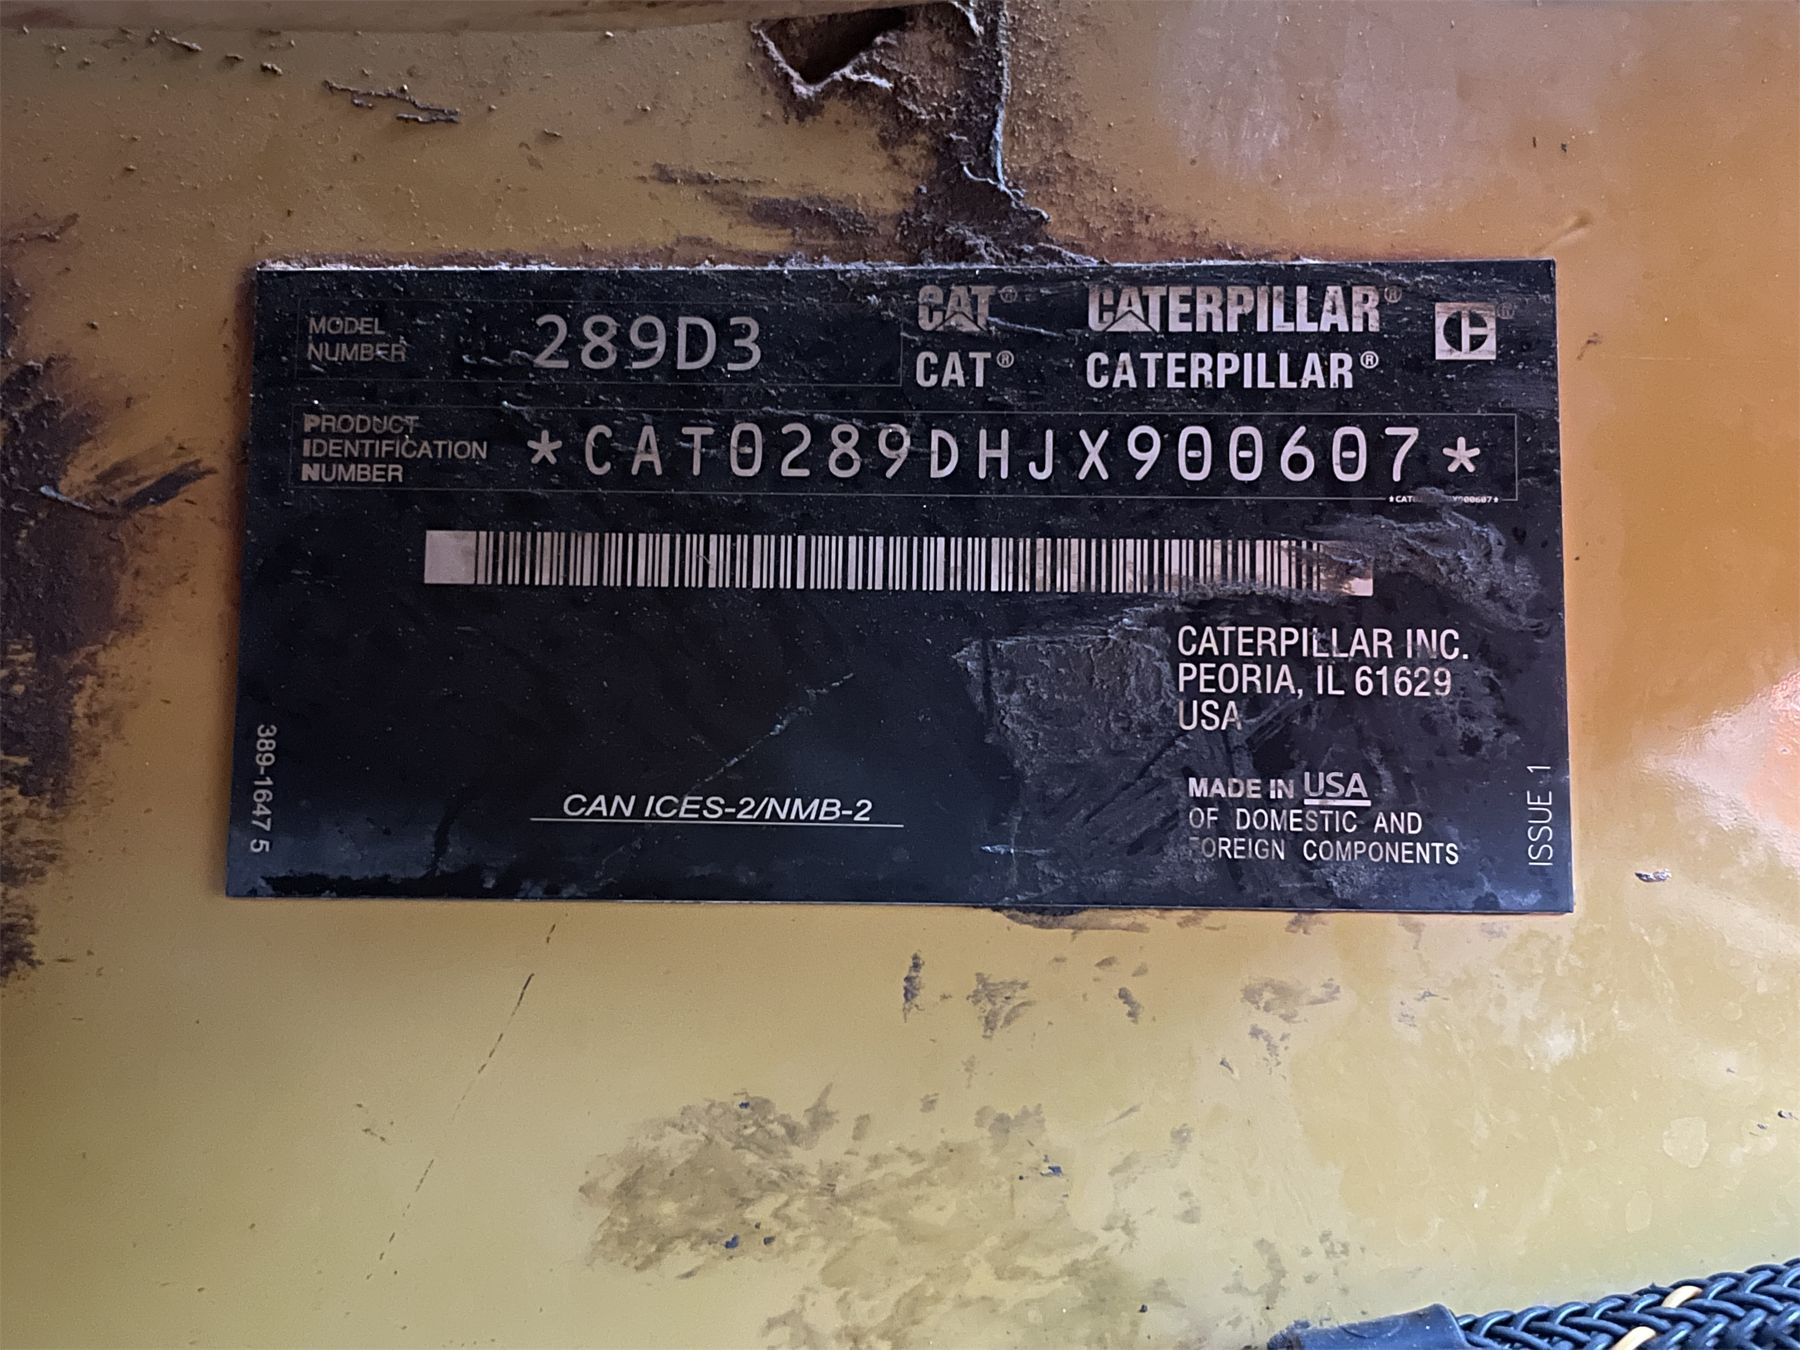 MODEL NUMBER 289D3
CAT® CATERPILLAR® CH®
CAT® CATERPILLAR®
PRODUCT IDENTIFICATION NUMBER *CAT0289DHJX900607*
CATERPILLAR INC.
PEORIA, IL 61629
USA
CAN ICES-2/NMB-2
MADE IN USA
OF DOMESTIC AND
FOREIGN COMPONENTS
389-1647 5
ISSUE 1